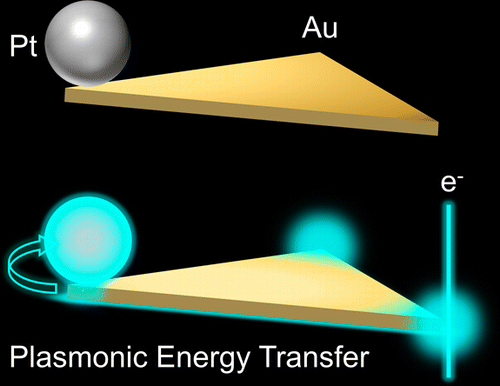 Pt
Au
e⁻
Plasmonic Energy Transfer